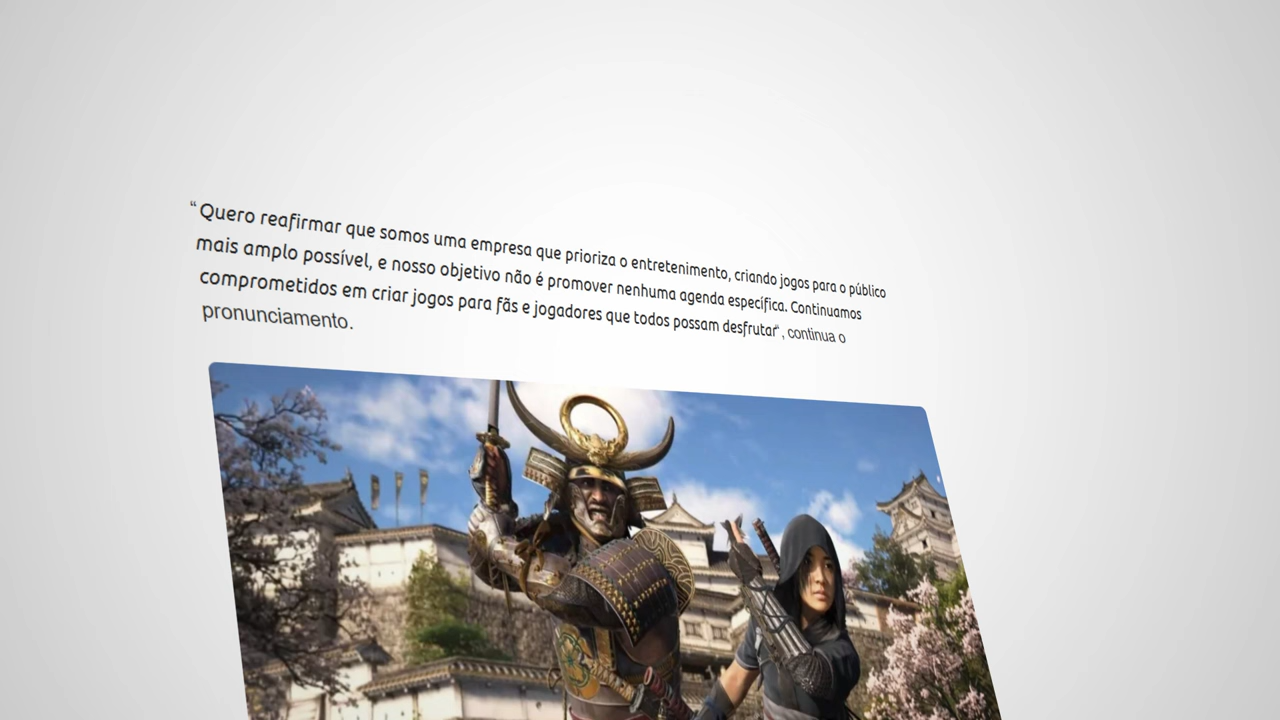 “Quero reafirmar que somos uma empresa que prioriza o entretenimento, criando jogos para o público
mais amplo possível, e nosso objetivo não é promover nenhuma agenda específica. Continuamos
comprometidos em criar jogos para fãs e jogadores que todos possam desfrutar“, continua o
pronunciamento.